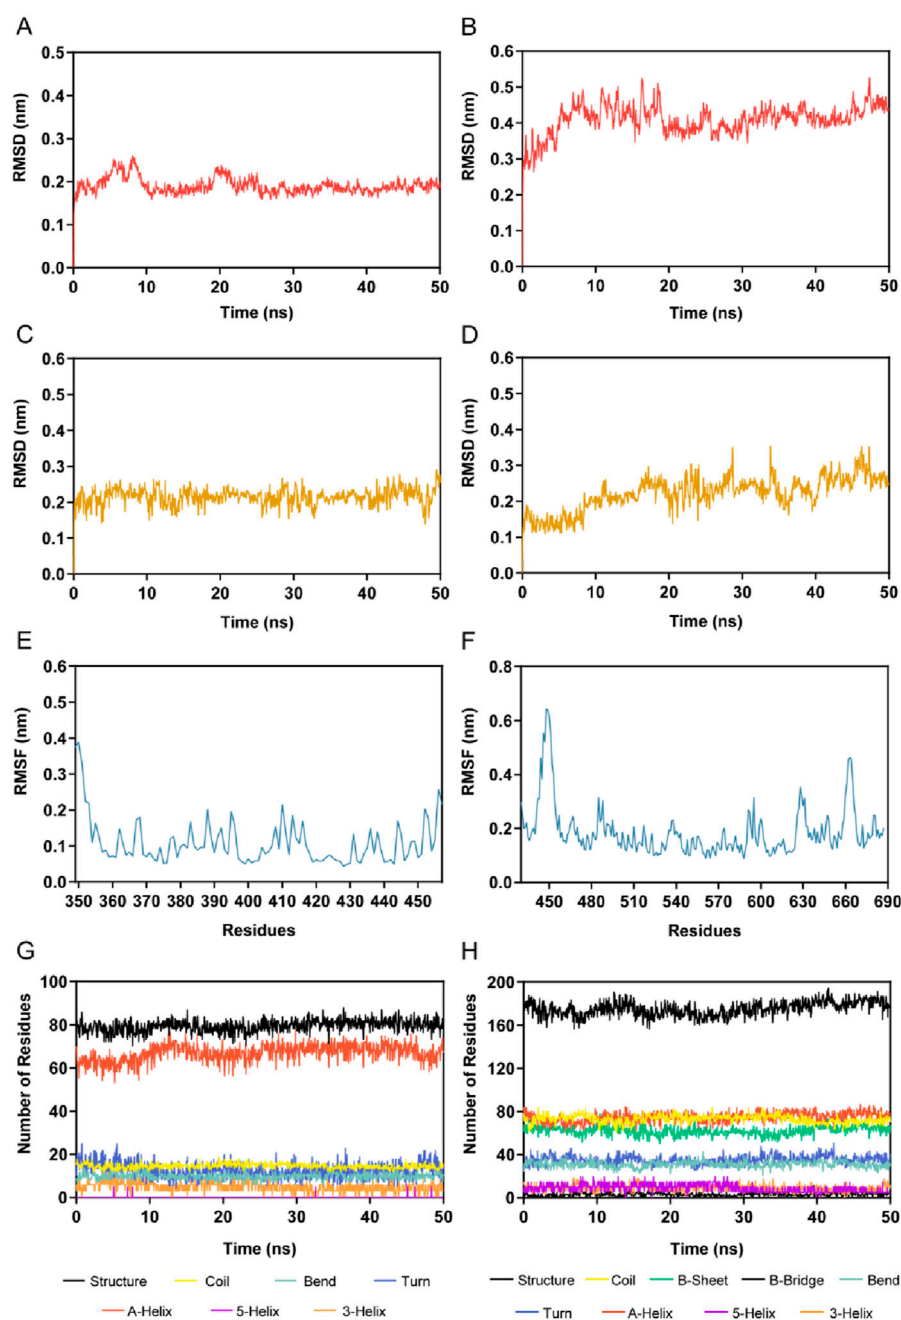 A
B
RMSD (nm)
0.5
0.4
0.3
0.2
0.1
0.0
0 10 20 30 40 50
Time (ns)
RMSD (nm)
0.6
0.5
0.4
0.3
0.2
0.1
0.0
0 10 20 30 40 50
Time (ns)
C
D
RMSD (nm)
0.6
0.5
0.4
0.3
0.2
0.1
0.0
0 10 20 30 40 50
Time (ns)
RMSD (nm)
0.6
0.5
0.4
0.3
0.2
0.1
0.0
0 10 20 30 40 50
Time (ns)
E
F
RMSF (nm)
0.6
0.5
0.4
0.3
0.2
0.1
0.0
350 360 370 380 390 400 410 420 430 440 450
Residues
RMSF (nm)
0.8
0.6
0.4
0.2
0.0
450 480 510 540 570 600 630 660 690
Residues
G
H
Number of Residues
100
80
60
40
20
0
0 10 20 30 40 50
Time (ns)
Structure Coil Bend Turn
A-Helix 5-Helix 3-Helix
Number of Residues
200
160
120
80
40
0
0 10 20 30 40 50
Time (ns)
Structure Coil B-Sheet B-Bridge Bend
Turn A-Helix 5-Helix 3-Helix